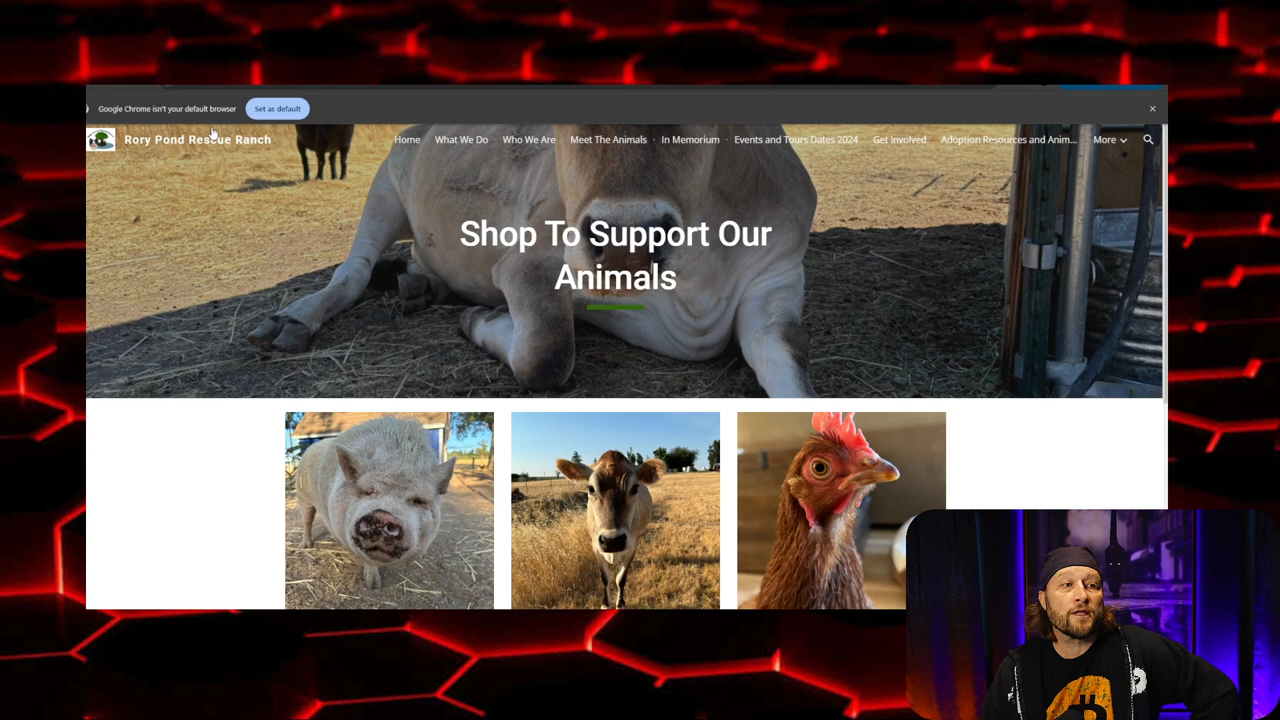 Google Chrome isn't your default browser Set as default
Rory Pond Rescue Ranch Home What We Do Who We Are Meet The Animals In Memorium Events and Tours Dates 2024 Get Involved Adoption Resources and Anim... More
Shop To Support Our
Animals